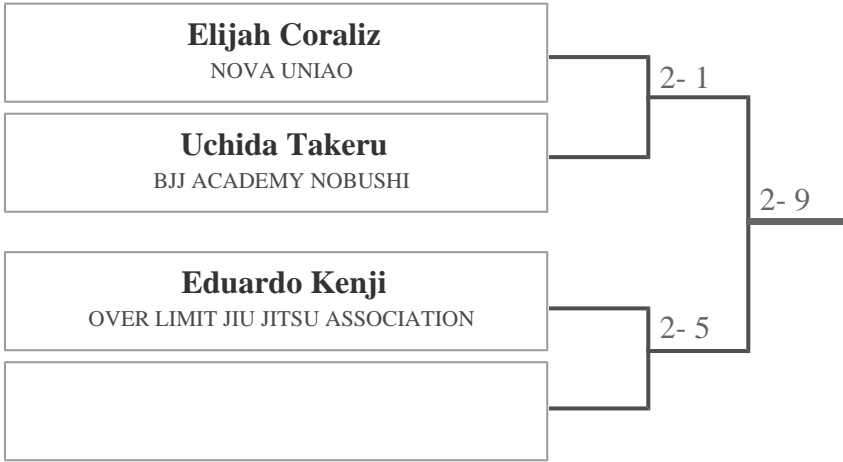 Elijah Coraliz
NOVA UNIAO
2- 1
Uchida Takeru
BJJ ACADEMY NOBUSHI
2- 9
Eduardo Kenji
OVER LIMIT JIU JITSU ASSOCIATION
2- 5